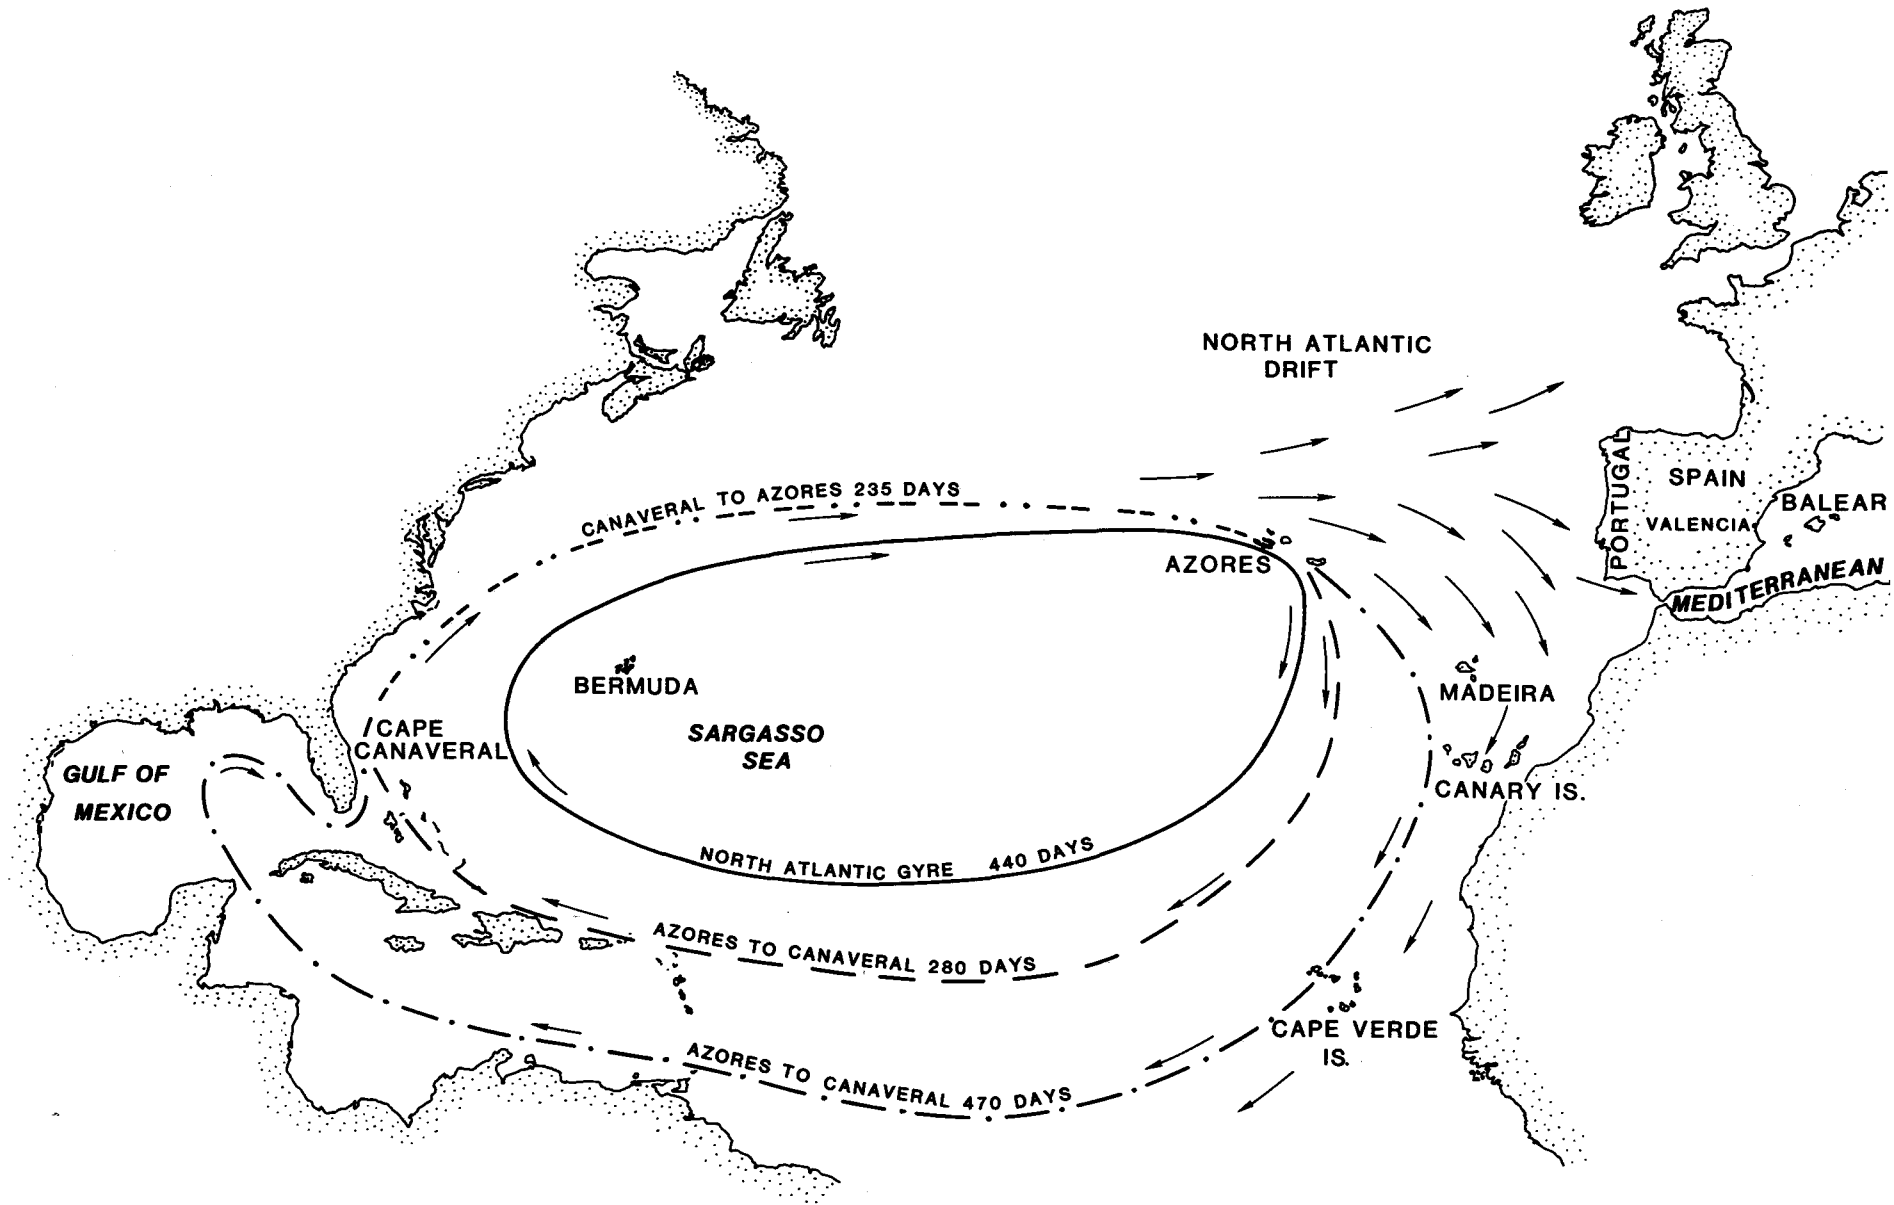 NORTH ATLANTIC
DRIFT
CANAVERAL TO AZORES 235 DAYS
PORTUGAL
SPAIN
VALENCIA
BALEAR
MEDITERRANEAN
AZORES
BERMUDA
SARGASSO
SEA
MADEIRA
CAPE
CANAVERAL
GULF OF
MEXICO
CANARY IS.
NORTH ATLANTIC GYRE 440 DAYS
AZORES TO CANAVERAL 280 DAYS
CAPE VERDE
IS.
AZORES TO CANAVERAL 470 DAYS